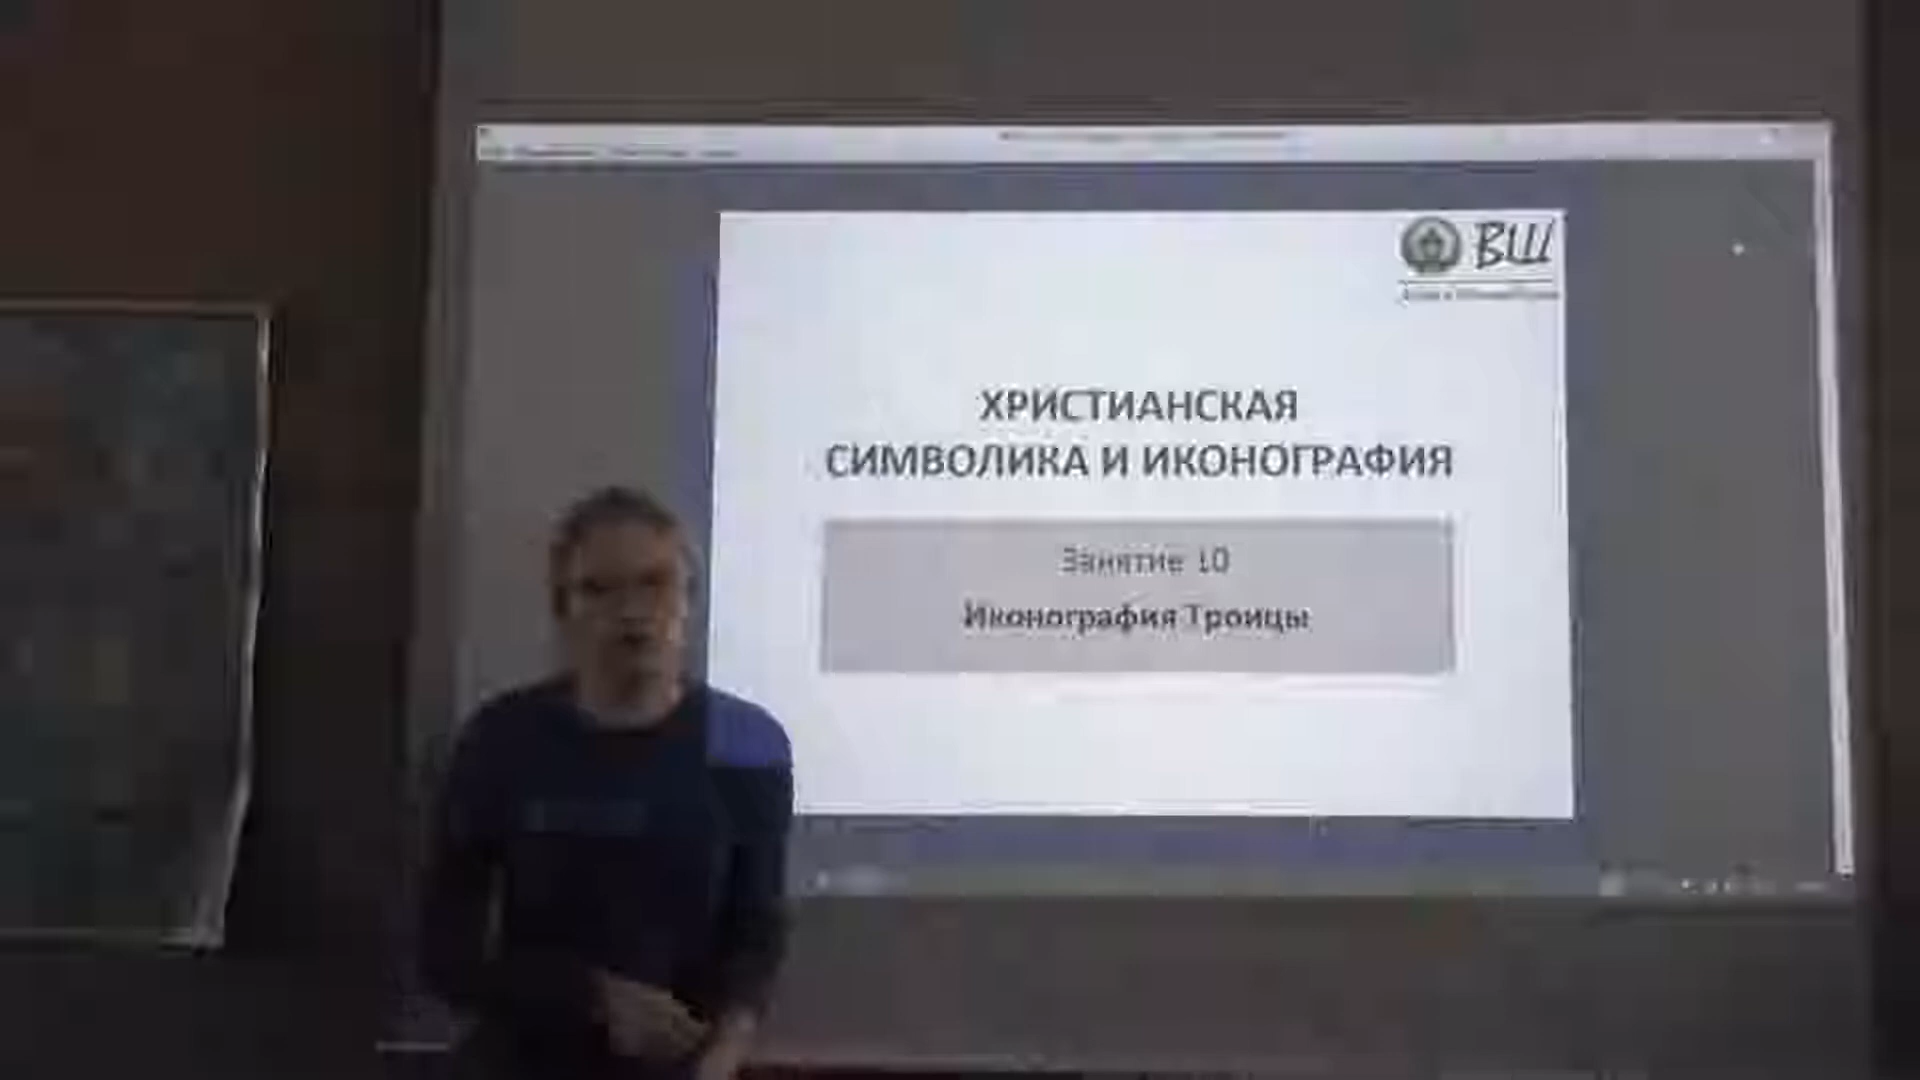 ВШ
ХРИСТИАНСКАЯ
СИМВОЛИКА И ИКОНОГРАФИЯ
Занятие 10
Иконография Троицы